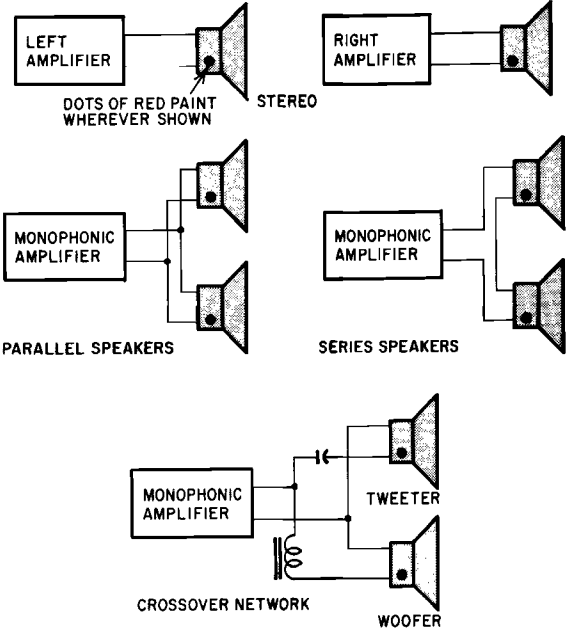 LEFT
AMPLIFIER
RIGHT
AMPLIFIER
DOTS OF RED PAINT
WHEREVER SHOWN
STEREO
MONOPHONIC
AMPLIFIER
MONOPHONIC
AMPLIFIER
PARALLEL SPEAKERS
SERIES SPEAKERS
MONOPHONIC
AMPLIFIER
TWEETER
CROSSOVER NETWORK
WOOFER